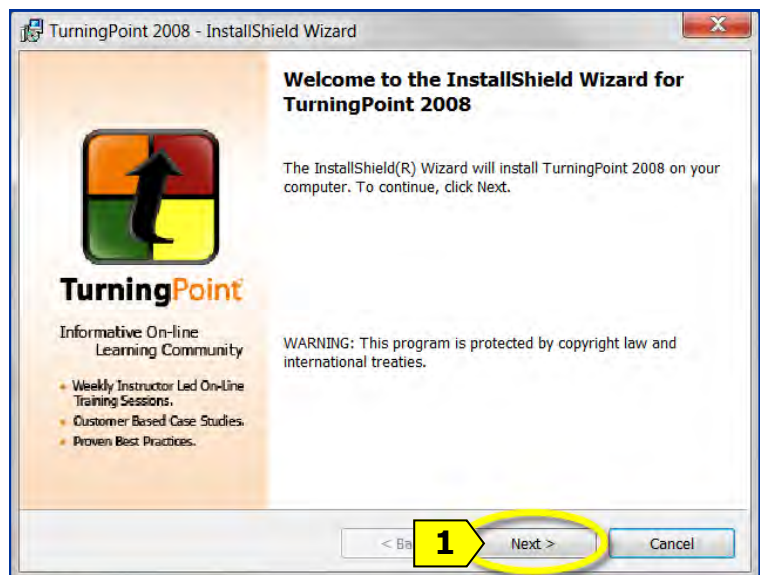 TurningPoint 2008 - InstallShield Wizard
X
Welcome to the InstallShield Wizard for
TurningPoint 2008
The InstallShield(R) Wizard will install TurningPoint 2008 on your
computer. To continue, click Next.
TurningPoint
Informative On-line
Learning Community
• Weekly Instructor Led On-Line
Training Sessions.
• Customer Based Case Studies.
• Proven Best Practices.
WARNING: This program is protected by copyright law and
international treaties.
< Ba
1
Next >
Cancel